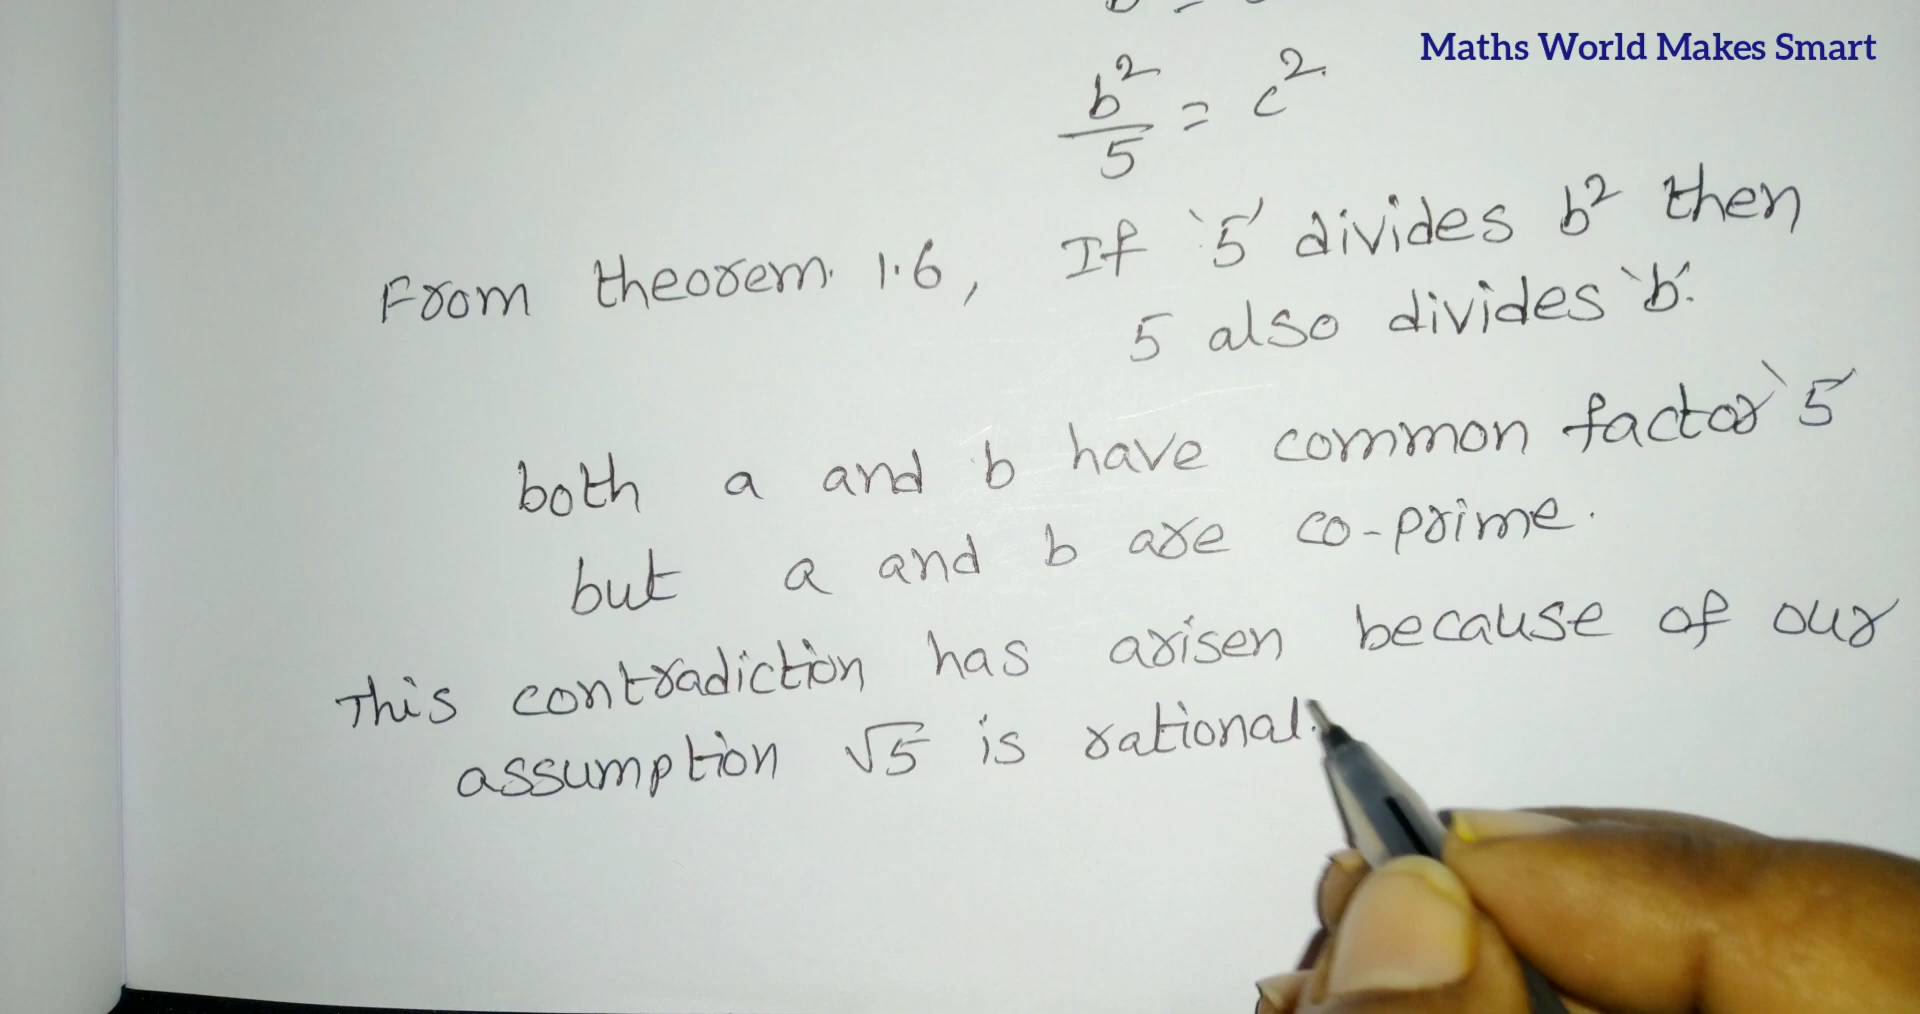 Maths World Makes Smart
b²/5 = c²
From theorem. 1.6, If '5' divides b² then
5 also divides 'b'.
both a and b have common factor '5'
but a and b are co-prime.
This contradiction has arisen because of our
assumption √5 is rational.